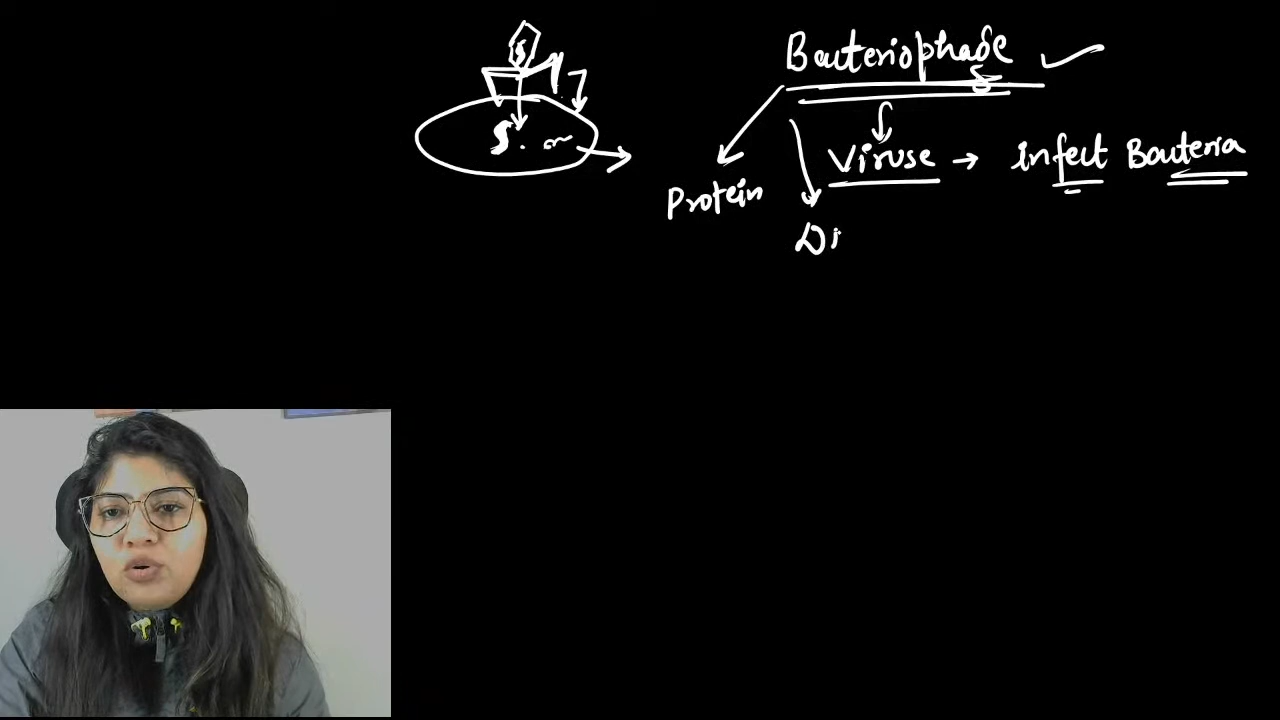 Bacteriophage
Viruse → infect Bacteria
Protein
S.